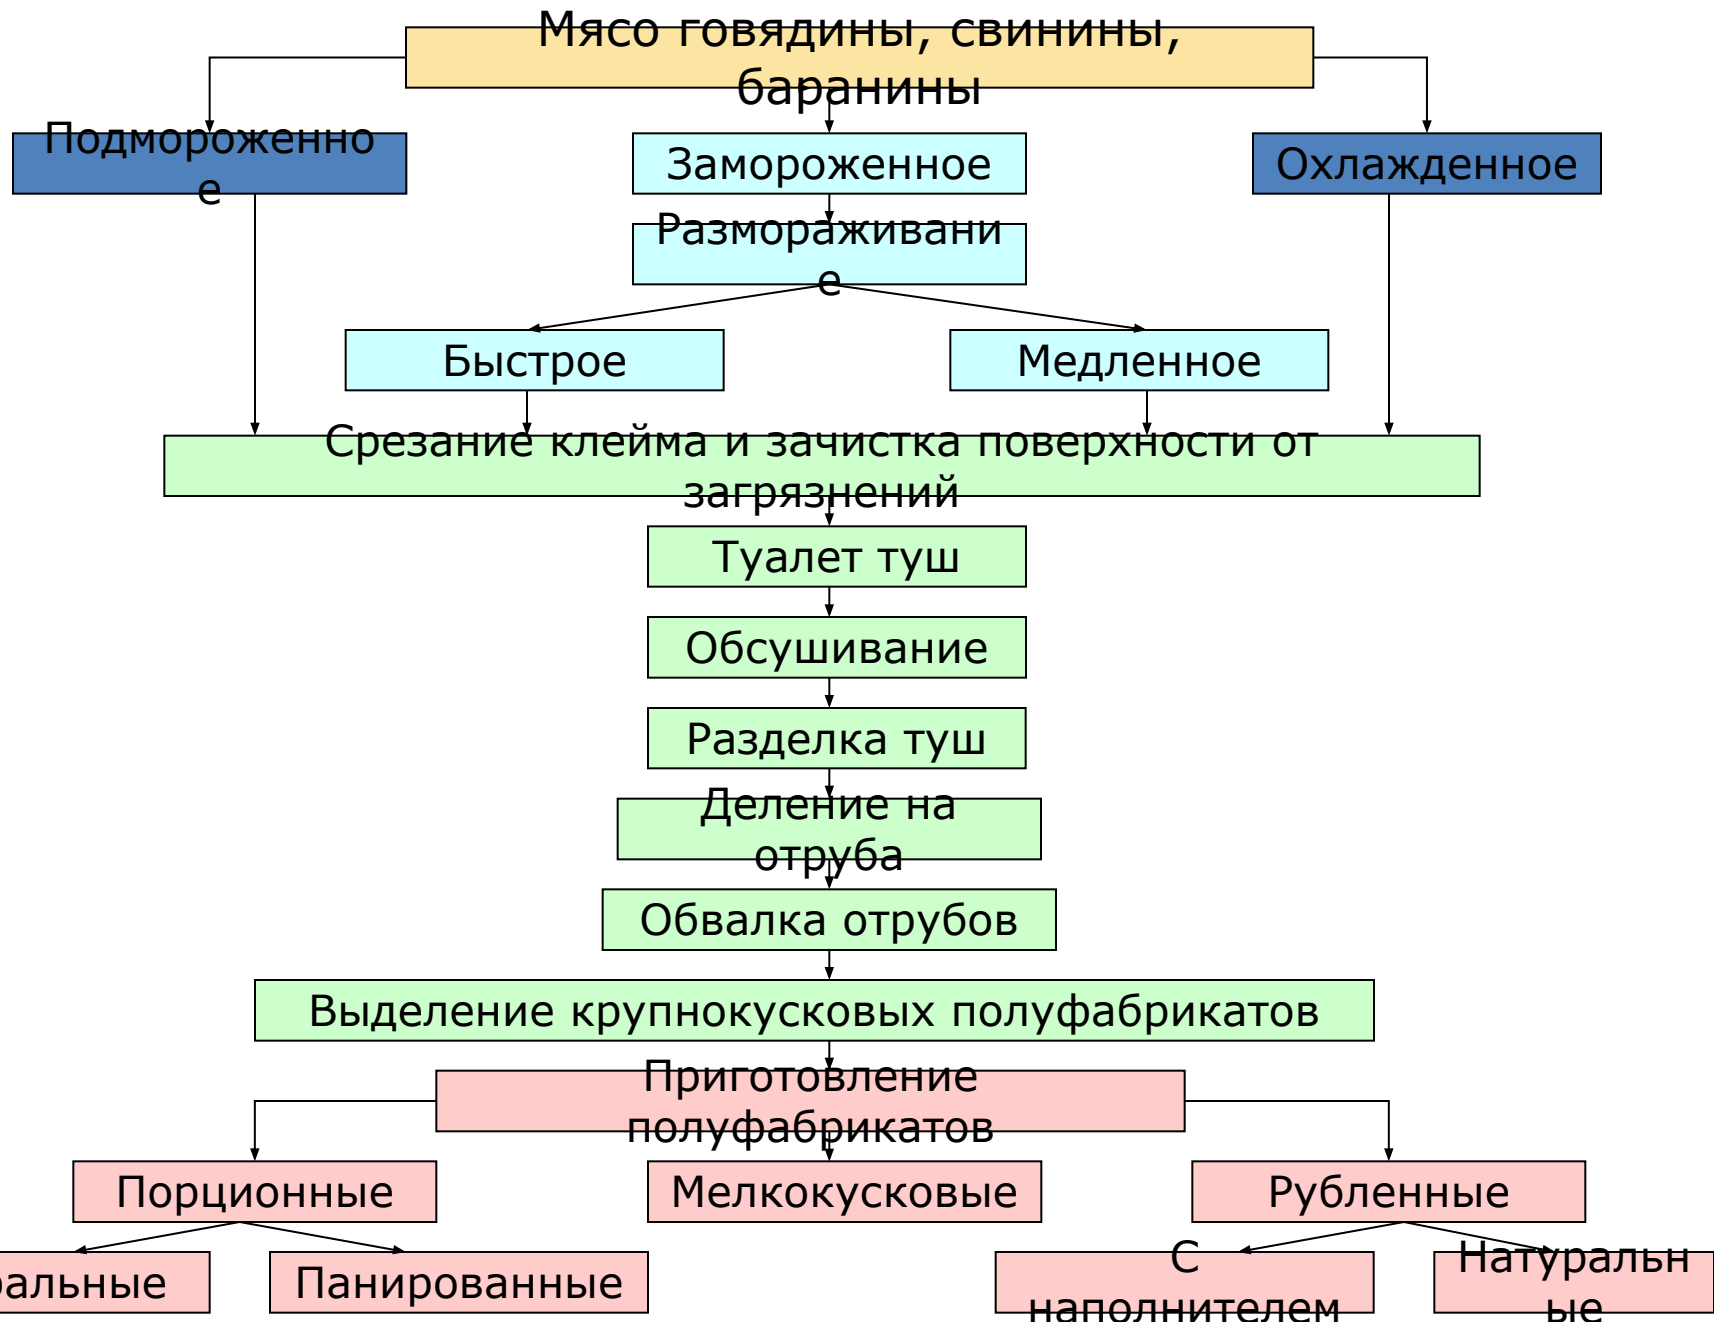 Мясо говядины, свинины,
баранины
Подмороженно
е
Замороженное
Охлажденное
Размораживани
е
Быстрое
Медленное
Срезание клейма и зачистка поверхности от
загрязнений
Туалет туш
Обсушивание
Разделка туш
Деление на
отруба
Обвалка отрубов
Выделение крупнокусковых полуфабрикатов
Приготовление
полуфабрикатов
Порционные
Мелкокусковые
Рубленные
ральные
Панированные
С
наполнителем
Натуральн
ые